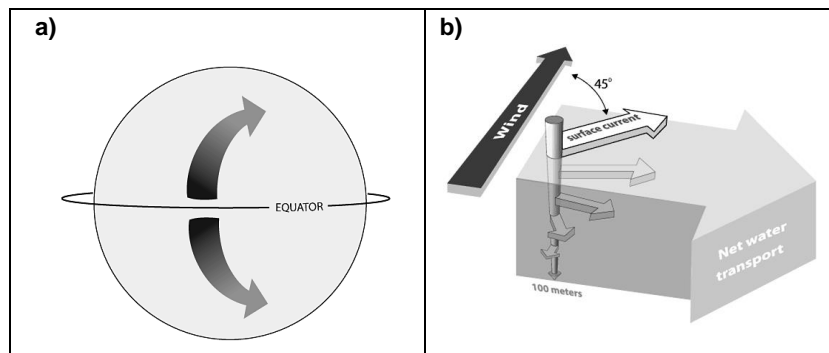 a)
EQUATOR
b)
45°
Wind
surface current
Net water
transport
100 meters